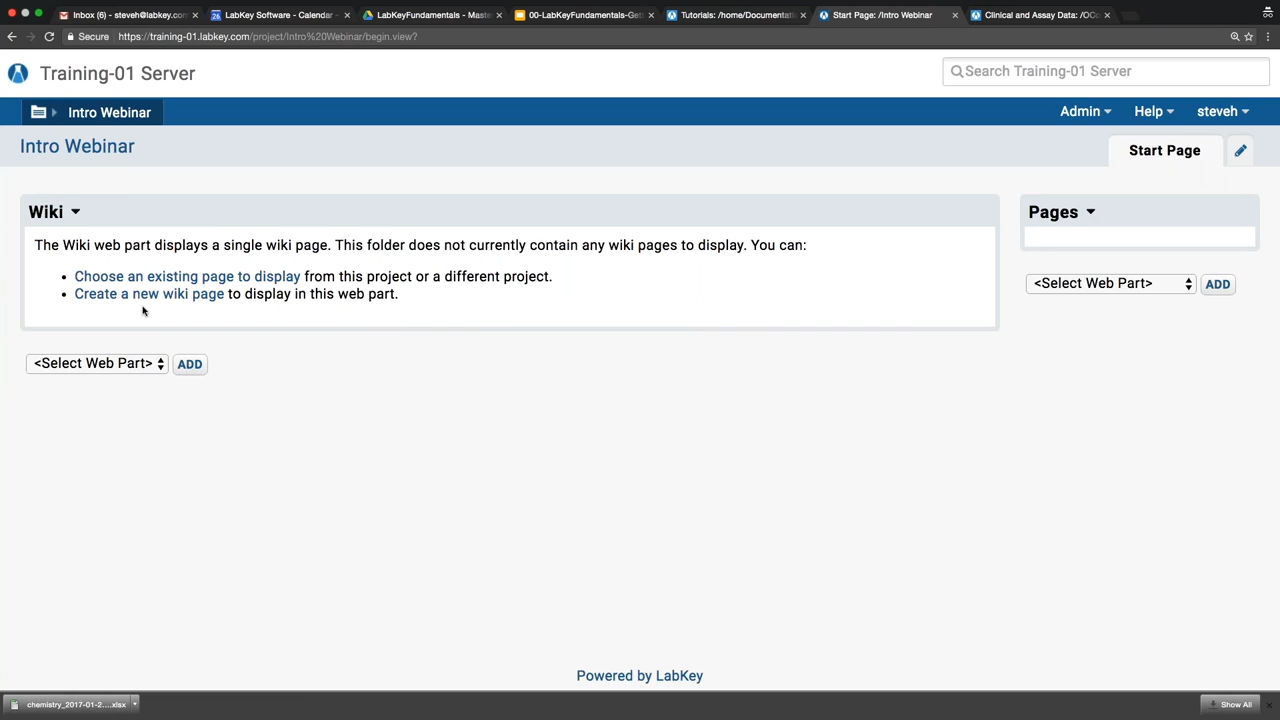 Inbox (6) - steveh@labkey.con
26 LabKey Software - Calendar
LabKeyFundamentals - Maste
00-LabKeyFundamentals-Geti
Tutorials: /home/Documentati
Start Page: /Intro Webinar
Clinical and Assay Data: /OCo
Secure https://training-01.labkey.com/project/Intro%20Webinar/begin.view?
Training-01 Server
Search Training-01 Server
Intro Webinar
Admin
Help
steveh
Intro Webinar
Start Page
Wiki
Pages
The Wiki web part displays a single wiki page. This folder does not currently contain any wiki pages to display. You can:
• Choose an existing page to display from this project or a different project.
• Create a new wiki page to display in this web part.
<Select Web Part> ADD
<Select Web Part> ADD
Powered by LabKey
chemistry_2017-01-2....xlsx
Show All